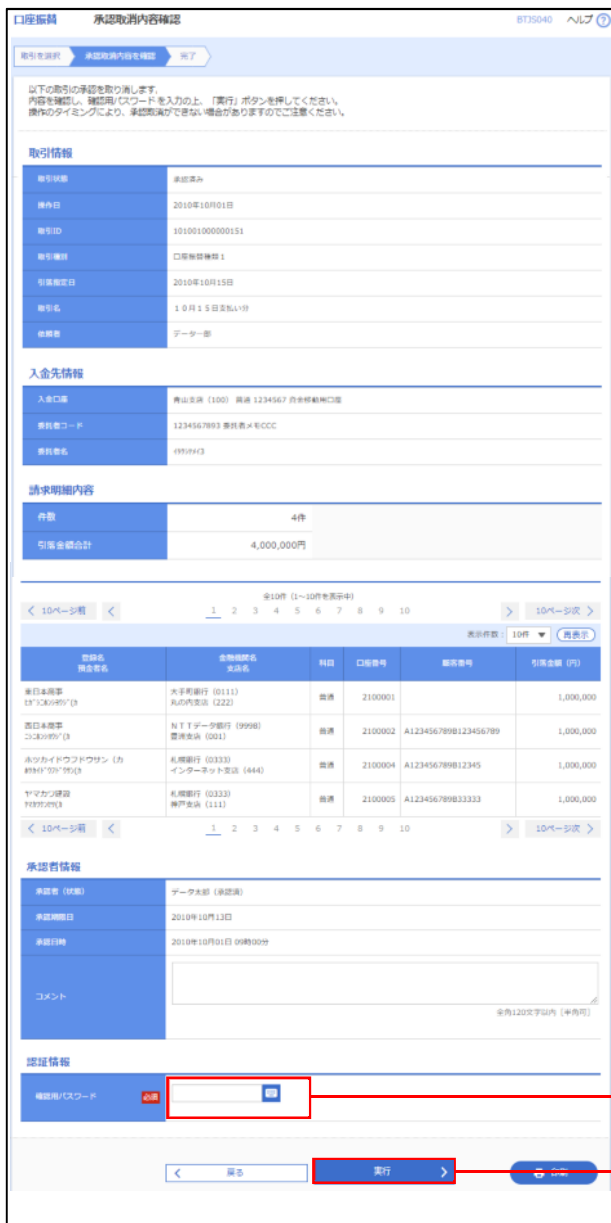 口座振替 承認取消内容確認 BTJS040 ヘルプ ?
取引を選択 承認取消内容を確認 完了
以下の取引の承認を取り消します。
内容を確認し、確認用パスワードを入力の上、「実行」ボタンを押してください。
操作のタイミングにより、承認取消ができない場合がありますのでご注意ください。
取引情報
取引状態 承認済み
操作日 2010年10月01日
取引ID 101001000000151
取引種別 口座振替種類1
引落指定日 2010年10月15日
取引名 10月15日支払い分
依頼者 データ一郎
入金先情報
入金口座 青山支店（100） 普通 1234567 資金移動用口座
委託者コード 1234567893 委託者メモCCC
委託者名
請求明細内容
件数 4件
引落金額合計 4,000,000円
全10件（1～10件を表示中）
10ページ前 1 2 3 4 5 6 7 8 9 10 10ページ次
表示件数： 10件 再表示
登録名 預金者名 金融機関名 支店名 科目 口座番号 顧客番号 引落金額（円）
東日本商事 大手町銀行（0111）
丸の内支店（222） 普通 2100001 1,000,000
西日本商事 NTTデータ銀行（9998）
豊洲支店（001） 普通 2100002 A123456789B123456789 1,000,000
ホッカイドウフドウサン（カ 札幌銀行（0333）
インターネット支店（444） 普通 2100004 A123456789B12345 1,000,000
ヤマカワ建設 札幌銀行（0333）
神戸支店（111） 普通 2100005 A123456789B33333 1,000,000
10ページ前 1 2 3 4 5 6 7 8 9 10 10ページ次
承認者情報
承認者（状態） データ太郎（承認済）
承認期限日 2010年10月13日
承認日時 2010年10月01日 09時00分
コメント
全角120文字以内［半角可］
認証情報
確認用パスワード 必須
戻る 実行 印刷